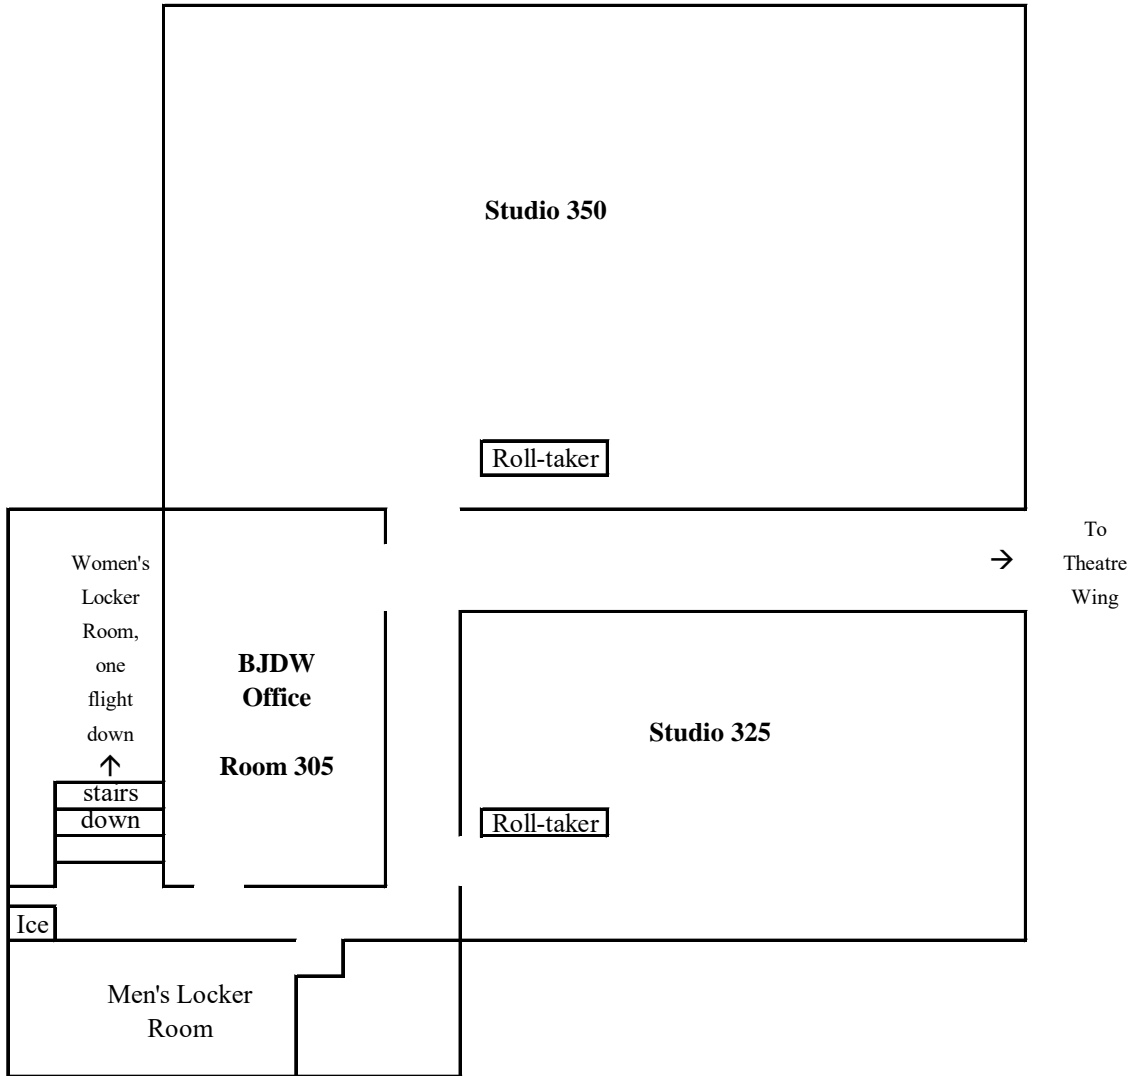 Studio 350
Roll-taker
To
Theatre
Wing
→
Women's
Locker
Room,
one
flight
down
↑
stairs
down
BJDW
Office
Room 305
Studio 325
Roll-taker
Ice
Men's Locker
Room